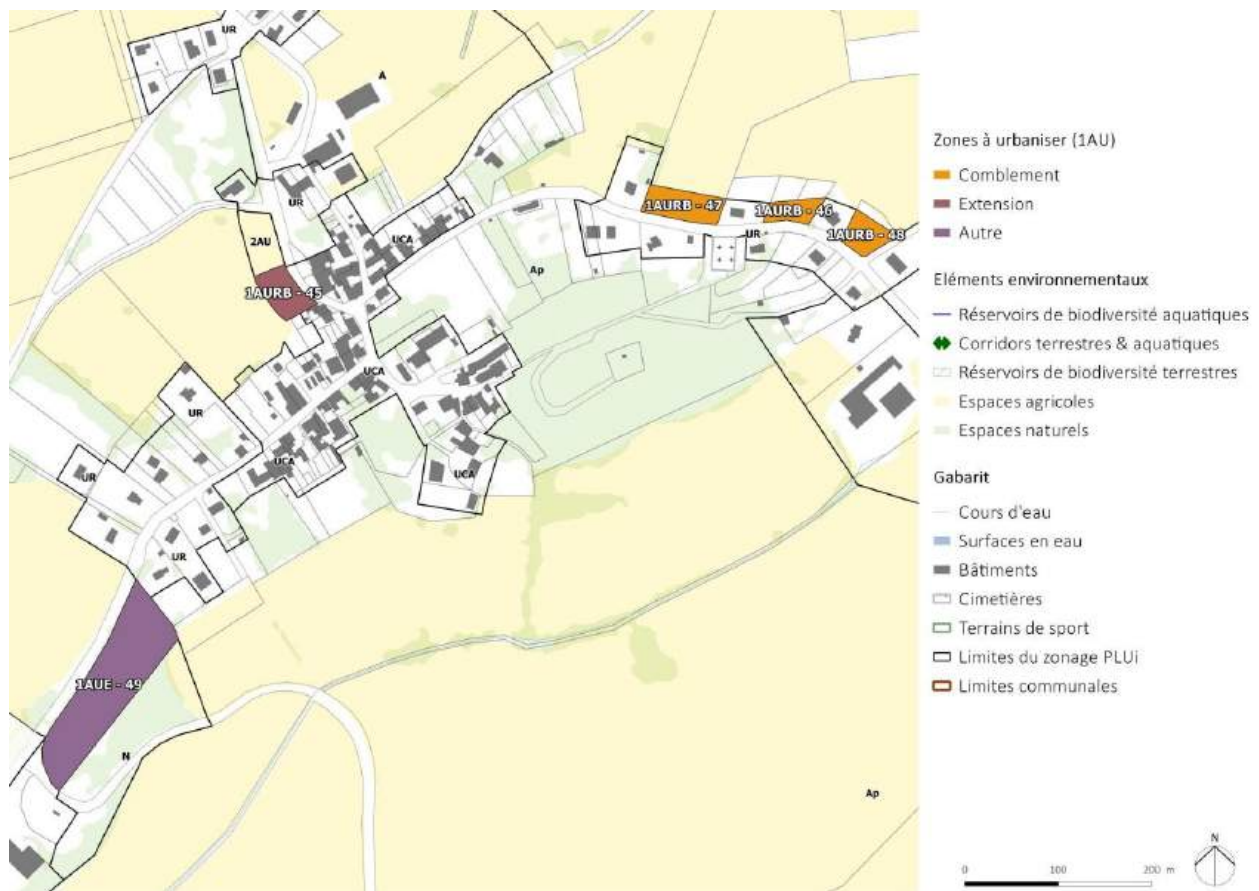 UR
A
UR
2AU
UCA
1AURB - 45
Ap
1AURB - 47
1AURB - 46
1AURB - 48
UR
UCA
UR
UCA
UCA
UR
UR
1AUE - 49
N
Ap
Zones à urbaniser (1AU)
Comblement
Extension
Autre
Eléments environnementaux
Réservoirs de biodiversité aquatiques
Corridors terrestres & aquatiques
Réservoirs de biodiversité terrestres
Espaces agricoles
Espaces naturels
Gabarit
Cours d'eau
Surfaces en eau
Bâtiments
Cimetières
Terrains de sport
Limites du zonage PLUi
Limites communales
0 100 200 m
N